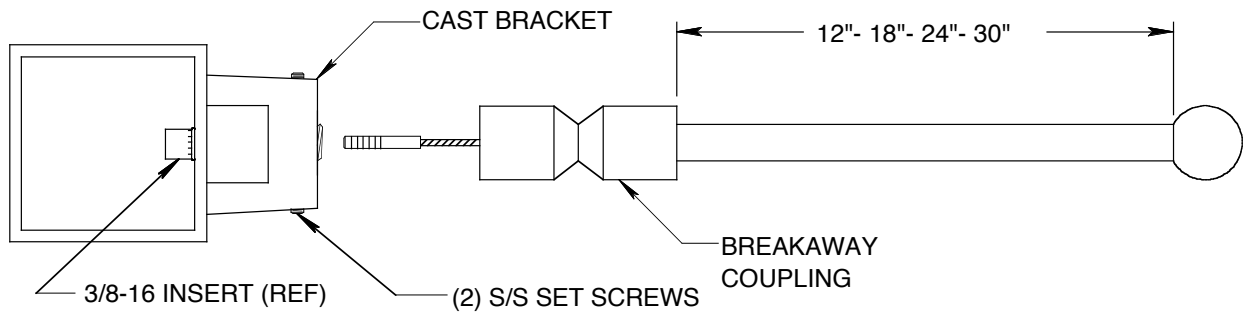 CAST BRACKET
12"- 18"- 24"- 30"
BREAKAWAY
COUPLING
3/8-16 INSERT (REF)
(2) S/S SET SCREWS